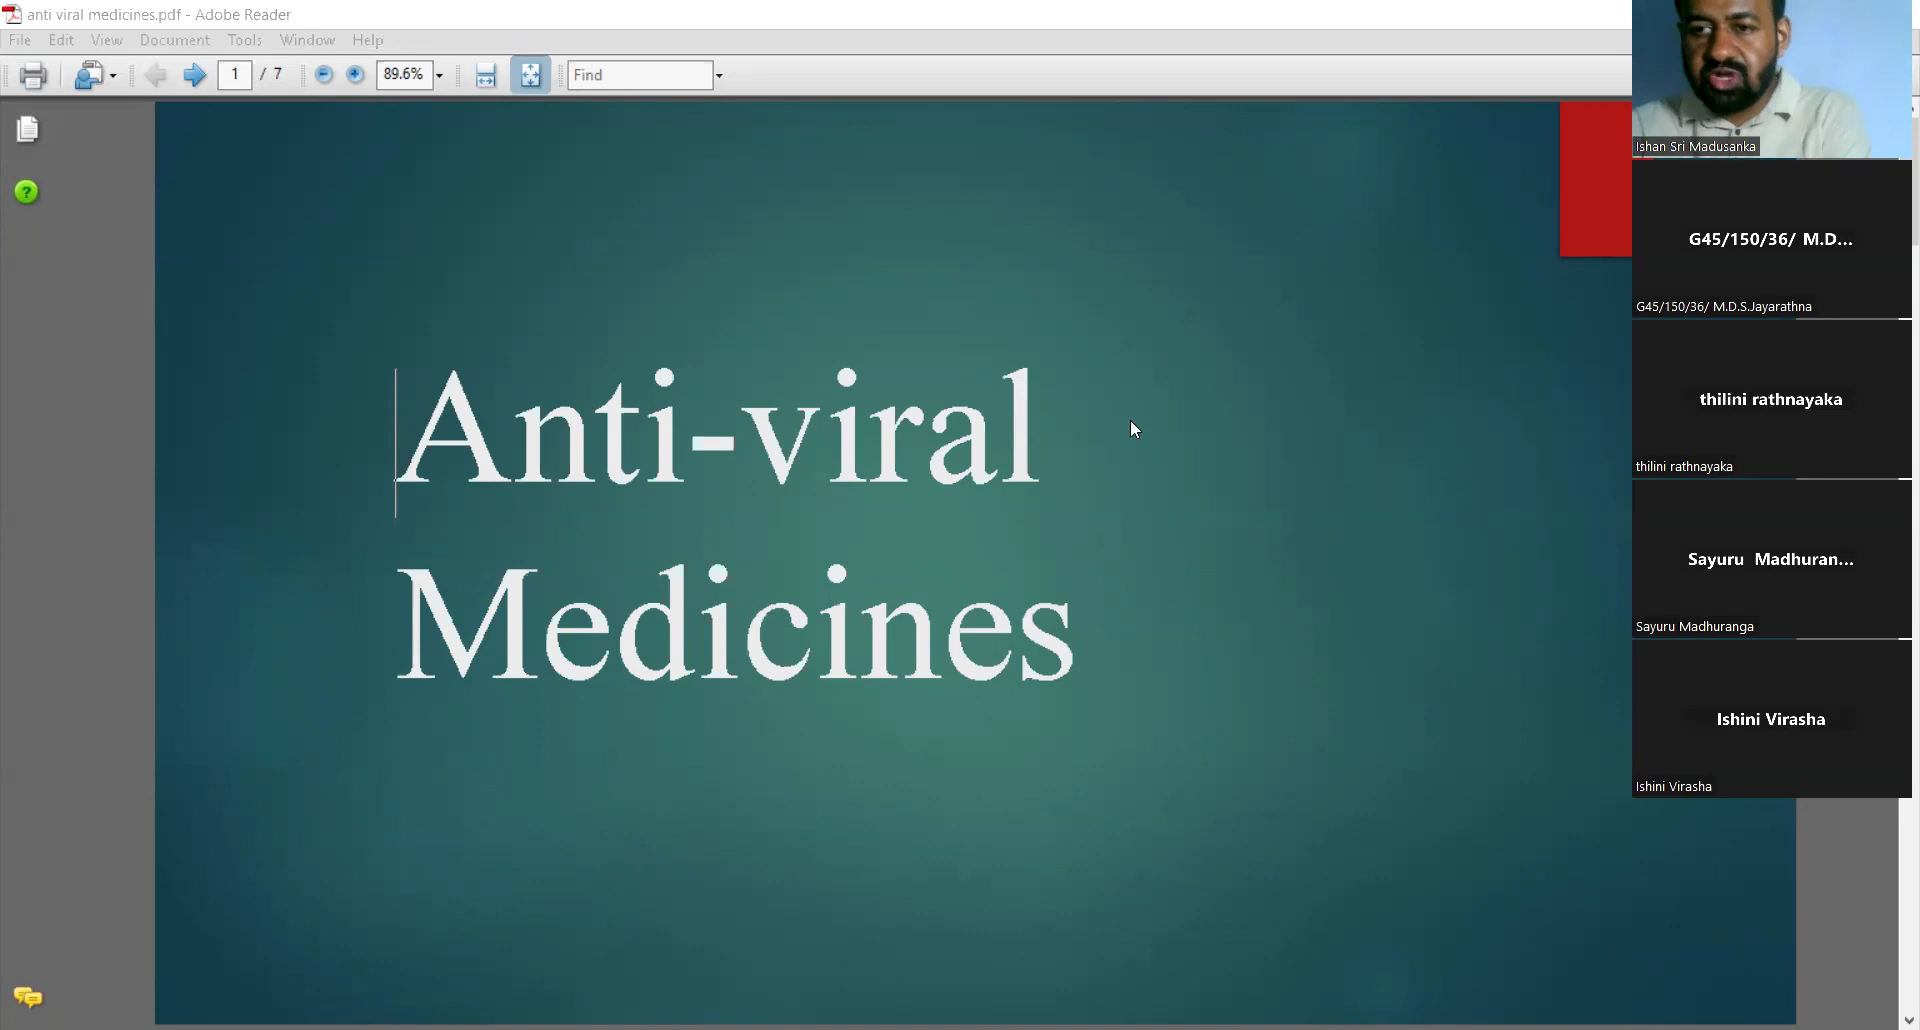 anti viral medicines.pdf - Adobe Reader
File Edit View Document Tools Window Help
1 / 7 89.6% Find
Anti-viral
Medicines
Ishan Sri Madusanka
G45/150/36/ M.D...
G45/150/36/ M.D.S.Jayarathna
thilini rathnayaka
thilini rathnayaka
Sayuru Madhuran...
Sayuru Madhuranga
Ishini Virasha
Ishini Virasha